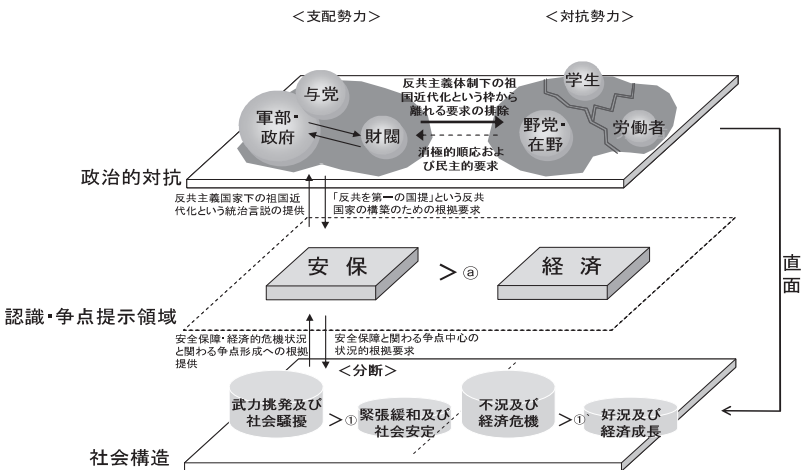 ＜支配勢力＞
＜対抗勢力＞
与党
軍部・
政府
財閥
反共主義体制下の祖
国近代化という枠から
離れる要求の排除
消極的順応およ
び民主的要求
学生
野党・
在野
労働者
政治的対抗
反共主義国家下の祖国近
代化という統治言説の提供
「反共を第一の国提」という反共
国家の構築のための根拠要求
安保
＞ⓐ
経済
直面
認識・争点提示領域
安全保障・経済的危機状況
と関わる争点形成への根拠
提供
安全保障と関わる争点中心の
状況的根拠要求
＜分断＞
武力挑発及び
社会騒擾
＞①
緊張緩和及び
社会安定
不況及び
経済危機
＞①
好況及び
経済成長
社会構造